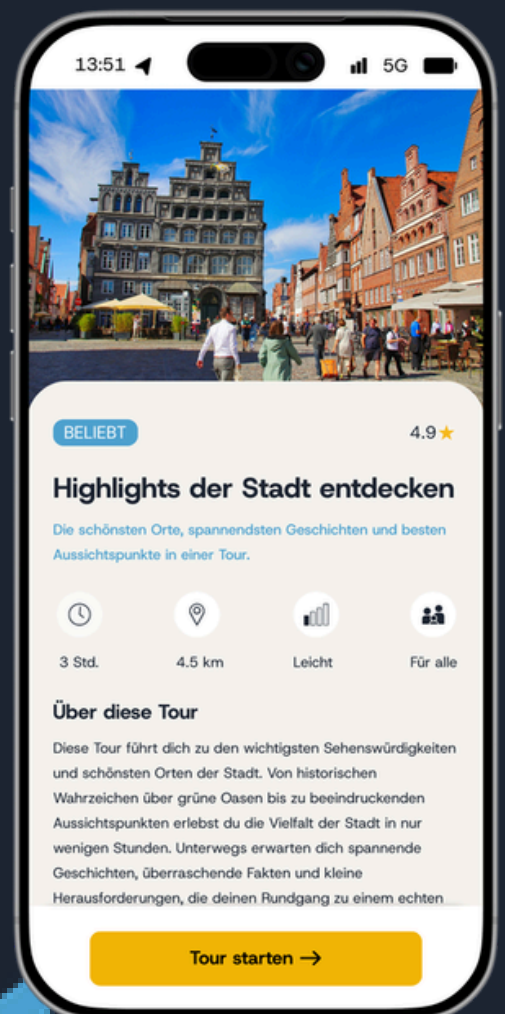 13:51 5G
BELIEBT 4.9★
Highlights der Stadt entdecken
Die schönsten Orte, spannendsten Geschichten und besten
Aussichtspunkte in einer Tour.
3 Std. 4.5 km Leicht Für alle
Über diese Tour
Diese Tour führt dich zu den wichtigsten Sehenswürdigkeiten
und schönsten Orten der Stadt. Von historischen
Wahrzeichen über grüne Oasen bis zu beeindruckenden
Aussichtspunkten erlebst du die Vielfalt der Stadt in nur
wenigen Stunden. Unterwegs erwarten dich spannende
Geschichten, überraschende Fakten und kleine
Herausforderungen, die deinen Rundgang zu einem echten
Tour starten →